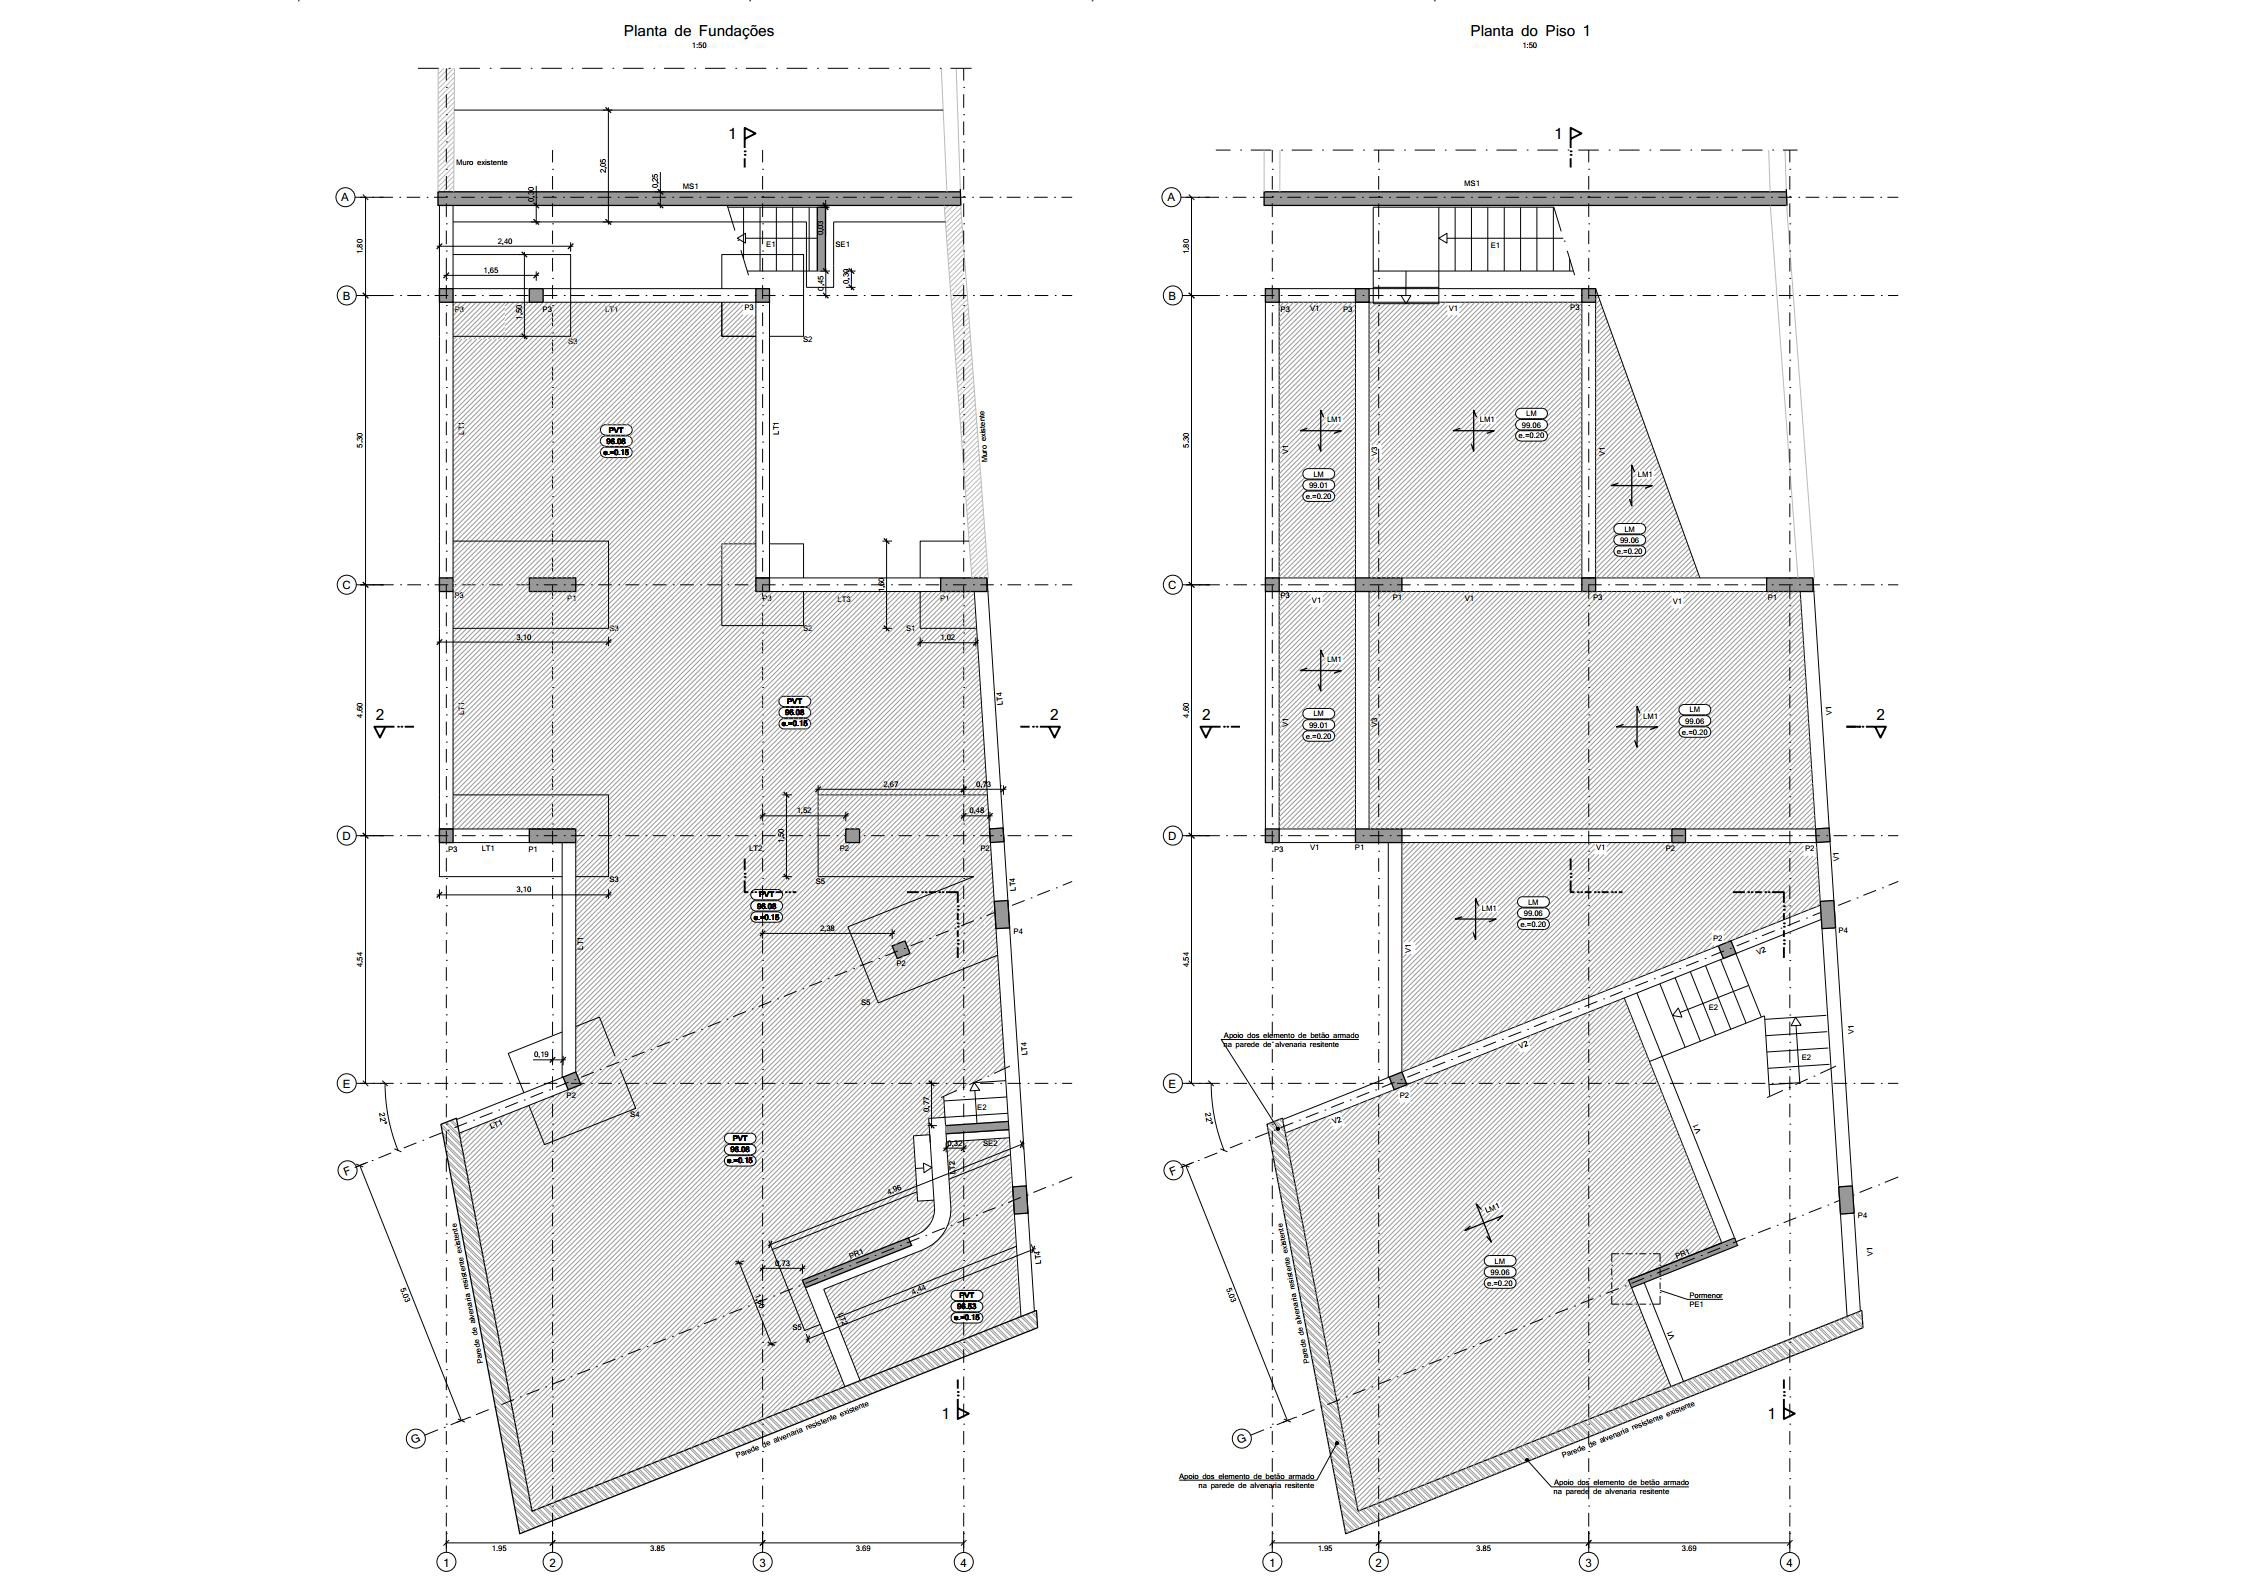 Planta de Fundações
1:50
1
Muro existente
2,05
0,30
0,25
MS1
A
1.80
2,40
1,65
1,50
E1
0,03
SE1
0,45
0,30
B
P3
P3
LT1
P3
S3
S2
5.30
LT1
PVT
96.08
e.=0.15
LT1
Muro existente
C
P3
P1
1,60
P3
LT3
P1
S3
S2
S1
3,10
1,02
4.60
LT1
PVT
96.08
e.=0.15
LT4
2
2
2,67
0,73
1,52
0,48
1,50
D
P3
LT1
P1
LT2
P2
P2
S3
S5
3,10
PVT
96.08
e.=0.15
LT4
4.54
LT1
2,38
P4
P2
S5
0,19
LT4
E
P2
0,77
E2
22°
LT1
S4
PVT
96.08
e.=0.15
0,32
SE2
LT2
F
4,96
PR1
0,73
LT4
5.03
Parede de alvenaria resistente existente
4,44
PVT
96.53
e.=0.15
S5
LT2
G
1
Parede de alvenaria resistente existente
1.95
3.85
3.69
1
2
3
4
Planta do Piso 1
1:50
1
MS1
A
1.80
E1
B
P3
V1
P3
V1
P3
5.30
LM1
LM1
LM
99.06
e.=0.20
V1
V3
V1
LM
99.01
e.=0.20
LM1
LM
99.06
e.=0.20
C
P3
V1
P1
V1
P3
V1
P1
4.60
LM1
V1
LM
99.01
e.=0.20
V3
LM1
LM
99.06
e.=0.20
V1
2
2
D
P3
V1
P1
V1
P2
P2
V1
LM1
LM
99.06
e.=0.20
4.54
V1
P4
P2
V2
E2
Apoio dos elemento de betão armado
na parede de alvenaria resitente
V2
V1
E2
E
P2
22°
V2
V1
F
P4
LM1
V1
5.03
Parede de alvenaria resistente existente
LM
99.06
e.=0.20
PR1
Pormenor
PE1
V1
G
1
Parede de alvenaria resistente existente
Apoio dos elemento de betão armado
na parede de alvenaria resitente
Apoio dos elemento de betão armado
na parede de alvenaria resitente
1.95
3.85
3.69
1
2
3
4